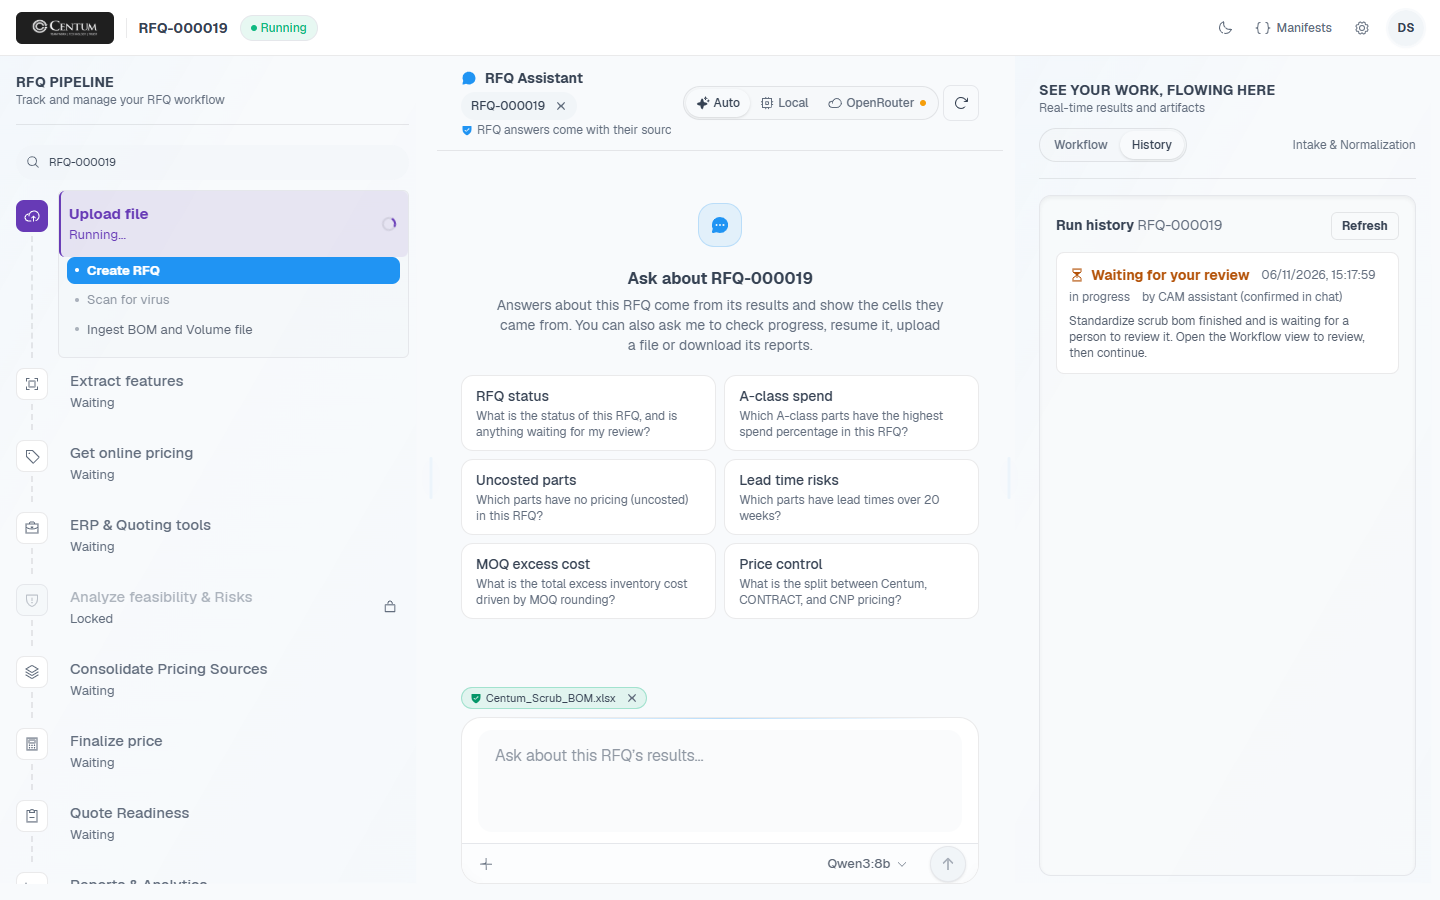 CENTUM
RFQ-000019
Running
Manifests
DS
RFQ PIPELINE
Track and manage your RFQ workflow
RFQ-000019
Upload file
Running...
Create RFQ
Scan for virus
Ingest BOM and Volume file
Extract features
Waiting
Get online pricing
Waiting
ERP & Quoting tools
Waiting
Analyze feasibility & Risks
Locked
Consolidate Pricing Sources
Waiting
Finalize price
Waiting
Quote Readiness
Waiting
Reports & Analytics
RFQ Assistant
RFQ-000019
Auto
Local
OpenRouter
RFQ answers come with their sourc
Ask about RFQ-000019
Answers about this RFQ come from its results and show the cells they
came from. You can also ask me to check progress, resume it, upload
a file or download its reports.
RFQ status
What is the status of this RFQ, and is
anything waiting for my review?
A-class spend
Which A-class parts have the highest
spend percentage in this RFQ?
Uncosted parts
Which parts have no pricing (uncosted)
in this RFQ?
Lead time risks
Which parts have lead times over 20
weeks?
MOQ excess cost
What is the total excess inventory cost
driven by MOQ rounding?
Price control
What is the split between Centum,
CONTRACT, and CNP pricing?
Centum_Scrub_BOM.xlsx
Ask about this RFQ's results...
Qwen3:8b
SEE YOUR WORK, FLOWING HERE
Real-time results and artifacts
Workflow
History
Intake & Normalization
Run history RFQ-000019
Refresh
Waiting for your review 06/11/2026, 15:17:59
in progress by CAM assistant (confirmed in chat)
Standardize scrub bom finished and is waiting for a
person to review it. Open the Workflow view to review,
then continue.